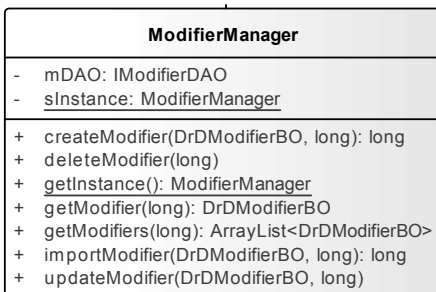 ModifierManager
- mDAO: IModifierDAO
- sInstance: ModifierManager
+ createModifier(DrDModifierBO, long): long
+ deleteModifier(long)
+ getInstance(): ModifierManager
+ getModifier(long): DrDModifierBO
+ getModifiers(long): ArrayList<DrDModifierBO>
+ importModifier(DrDModifierBO, long): long
+ updateModifier(DrDModifierBO, long)